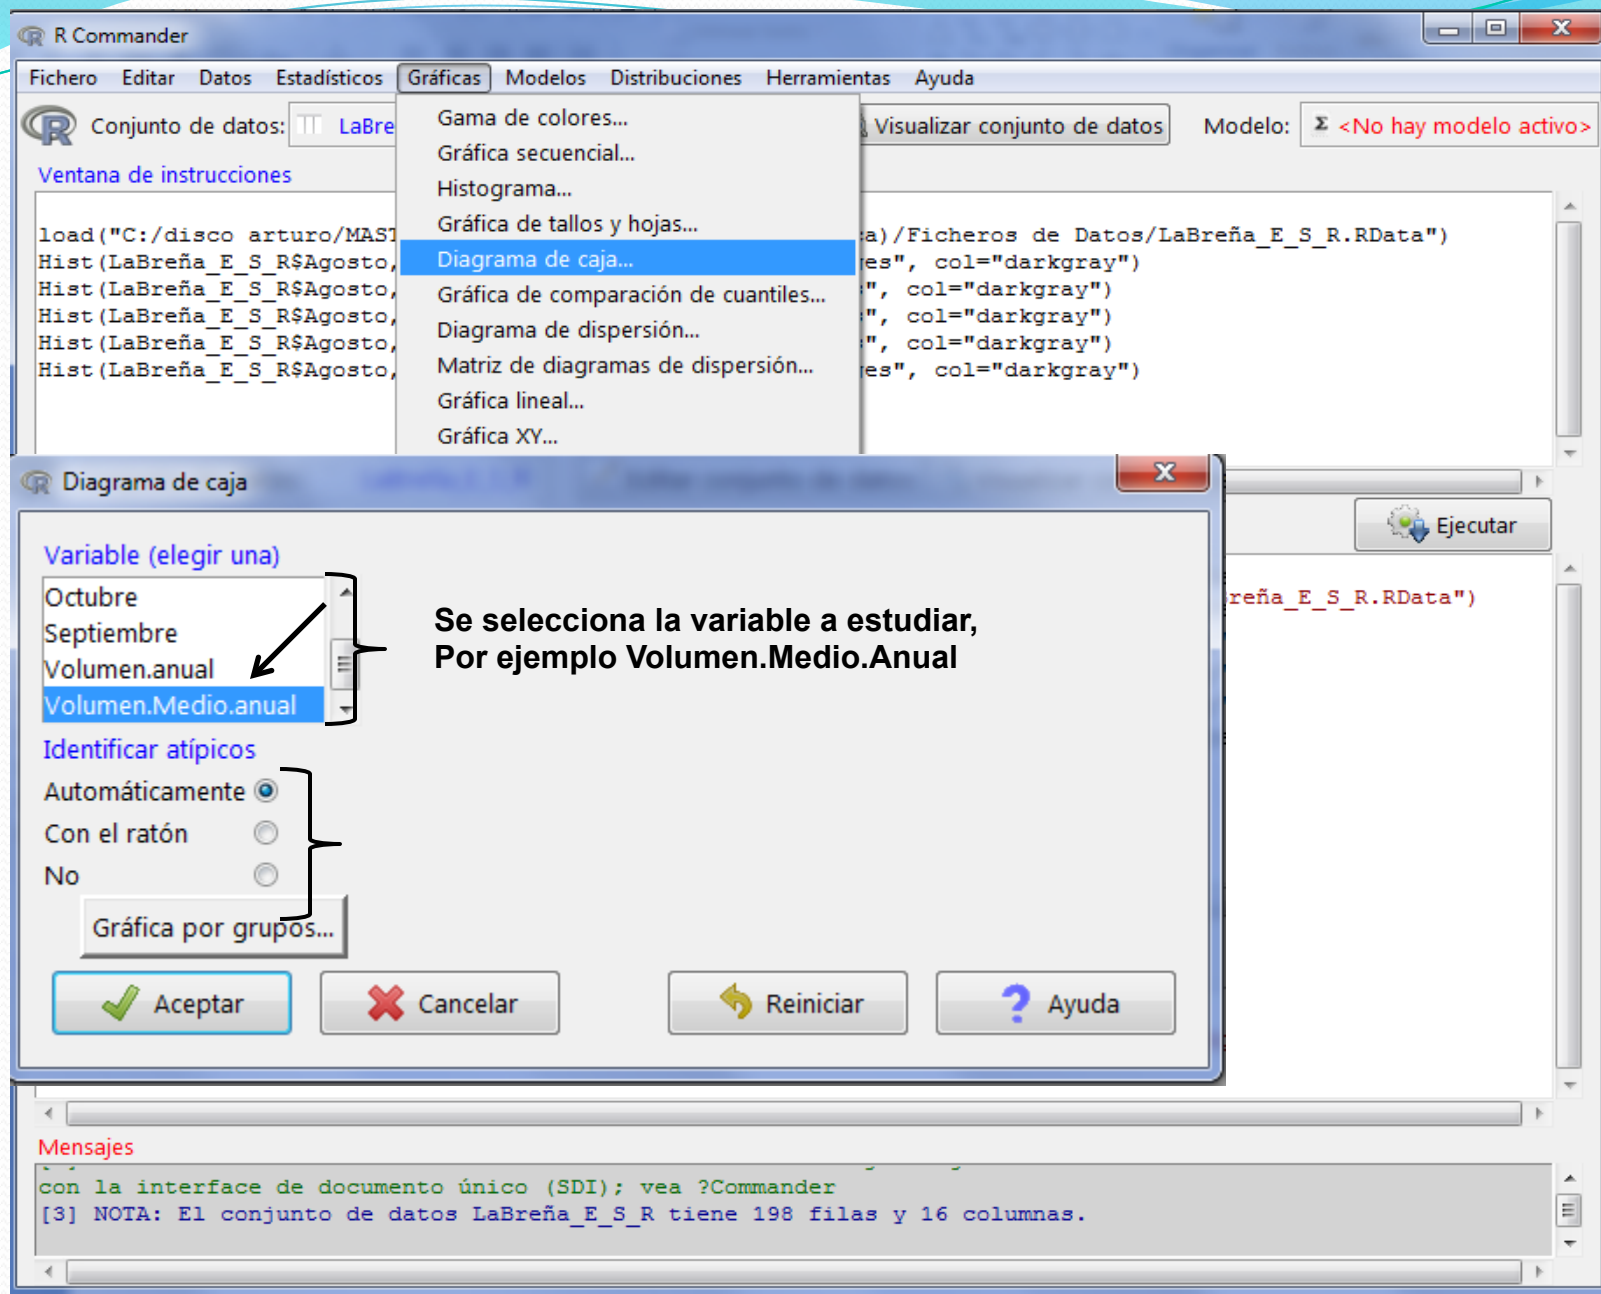 R Commander
Fichero Editar Datos Estadísticos Gráficas Modelos Distribuciones Herramientas Ayuda
Conjunto de datos: LaBre Visualizar conjunto de datos Modelo: Σ <No hay modelo activo>
Gama de colores...
Gráfica secuencial...
Histograma...
Gráfica de tallos y hojas...
Diagrama de caja...
Gráfica de comparación de cuantiles...
Diagrama de dispersión...
Matriz de diagramas de dispersión...
Gráfica lineal...
Gráfica XY...
Ventana de instrucciones
load("C:/disco arturo/MAST a)/Ficheros de Datos/LaBreña_E_S_R.RData")
Hist(LaBreña_E_S_R$Agosto, es", col="darkgray")
Hist(LaBreña_E_S_R$Agosto, ", col="darkgray")
Hist(LaBreña_E_S_R$Agosto, ", col="darkgray")
Hist(LaBreña_E_S_R$Agosto, ", col="darkgray")
Hist(LaBreña_E_S_R$Agosto, es", col="darkgray")
Diagrama de caja
Ejecutar
Variable (elegir una)
Octubre
Septiembre
Volumen.anual
Volumen.Medio.anual
Se selecciona la variable a estudiar,
Por ejemplo Volumen.Medio.Anual
reña_E_S_R.RData")
Identificar atípicos
Automáticamente
Con el ratón
No
Gráfica por grupos...
Aceptar Cancelar Reiniciar ? Ayuda
Mensajes
con la interface de documento único (SDI); vea ?Commander
[3] NOTA: El conjunto de datos LaBreña_E_S_R tiene 198 filas y 16 columnas.